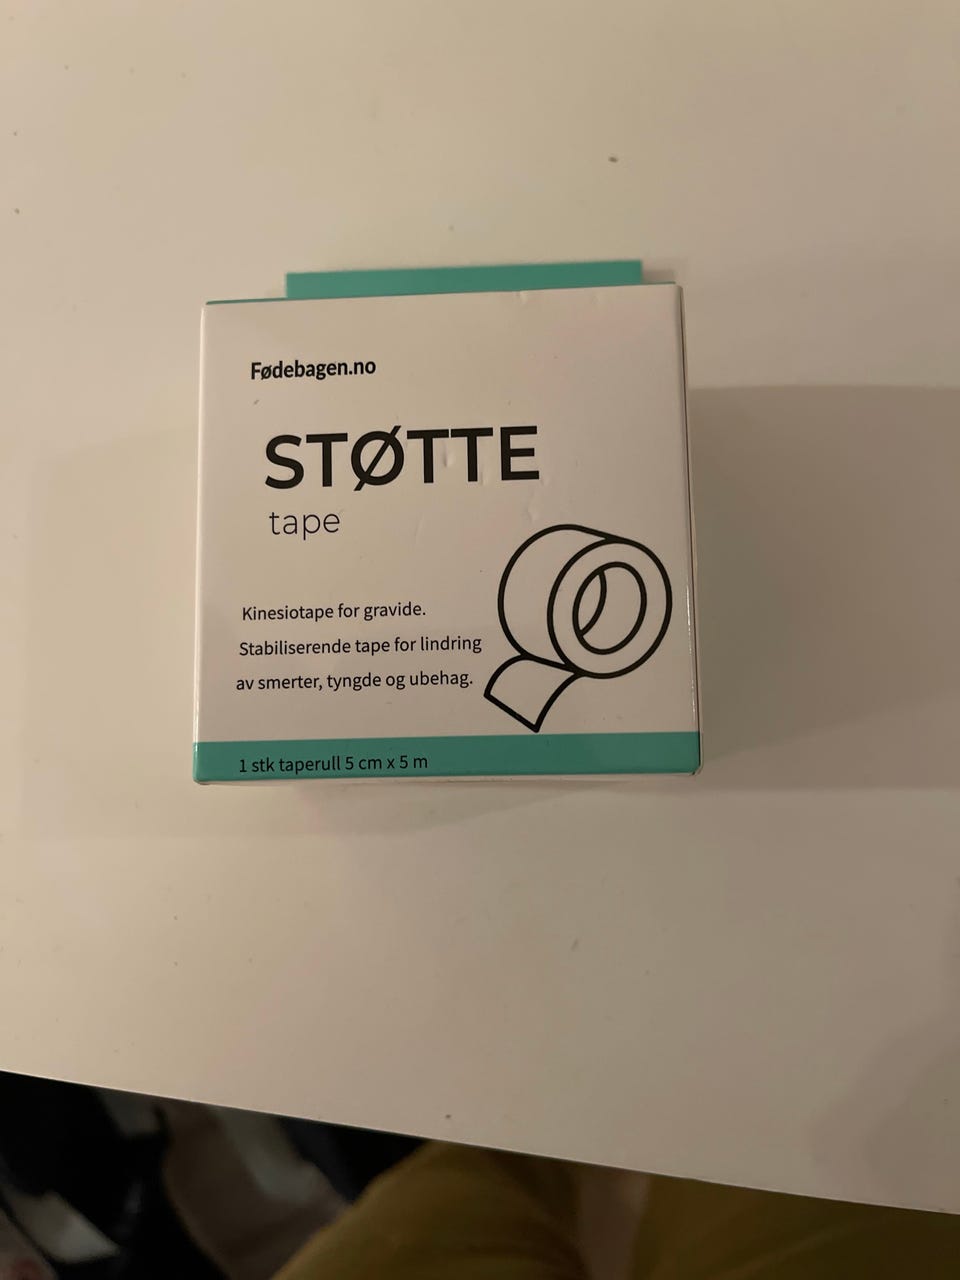 Fødebagen.no
STØTTE
tape
Kinesiotape for gravide.
Stabiliserende tape for lindring
av smerter, tyngde og ubehag.
1 stk taperull 5 cm x 5 m